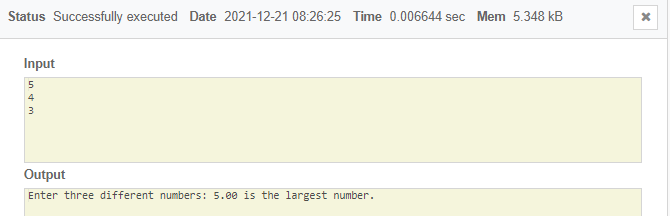 Status Successfully executed Date 2021-12-21 08:26:25 Time 0.006644 sec Mem 5.348 kB
Input
5
4
3
Output
Enter three different numbers: 5.00 is the largest number.